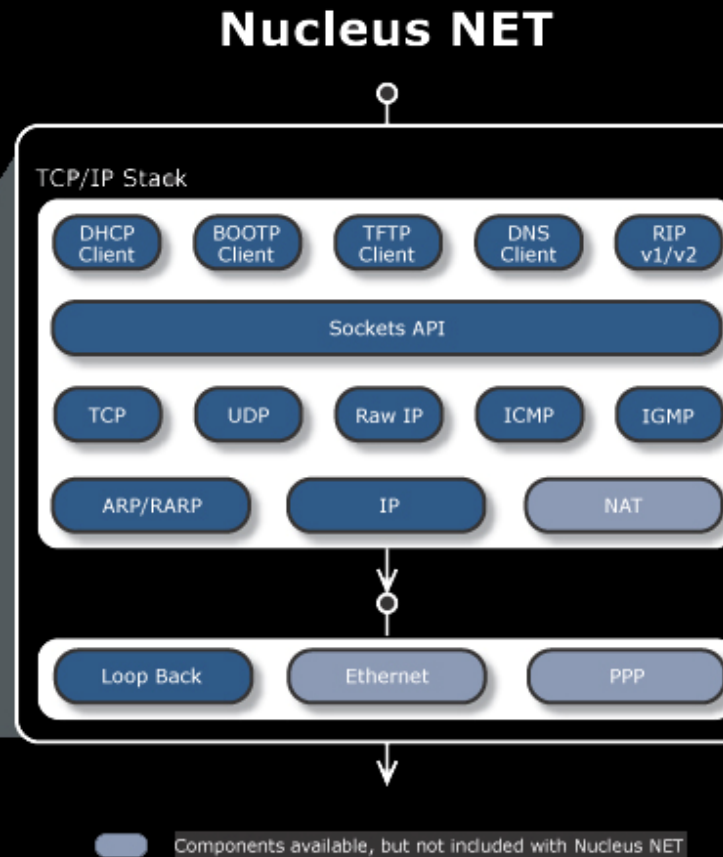 Nucleus NET
TCP/IP Stack
DHCP
Client
BOOTP
Client
TFTP
Client
DNS
Client
RIP
v1/v2
Sockets API
TCP
UDP
Raw IP
ICMP
IGMP
ARP/RARP
IP
NAT
Loop Back
Ethernet
PPP
Components available, but not included with Nucleus NET